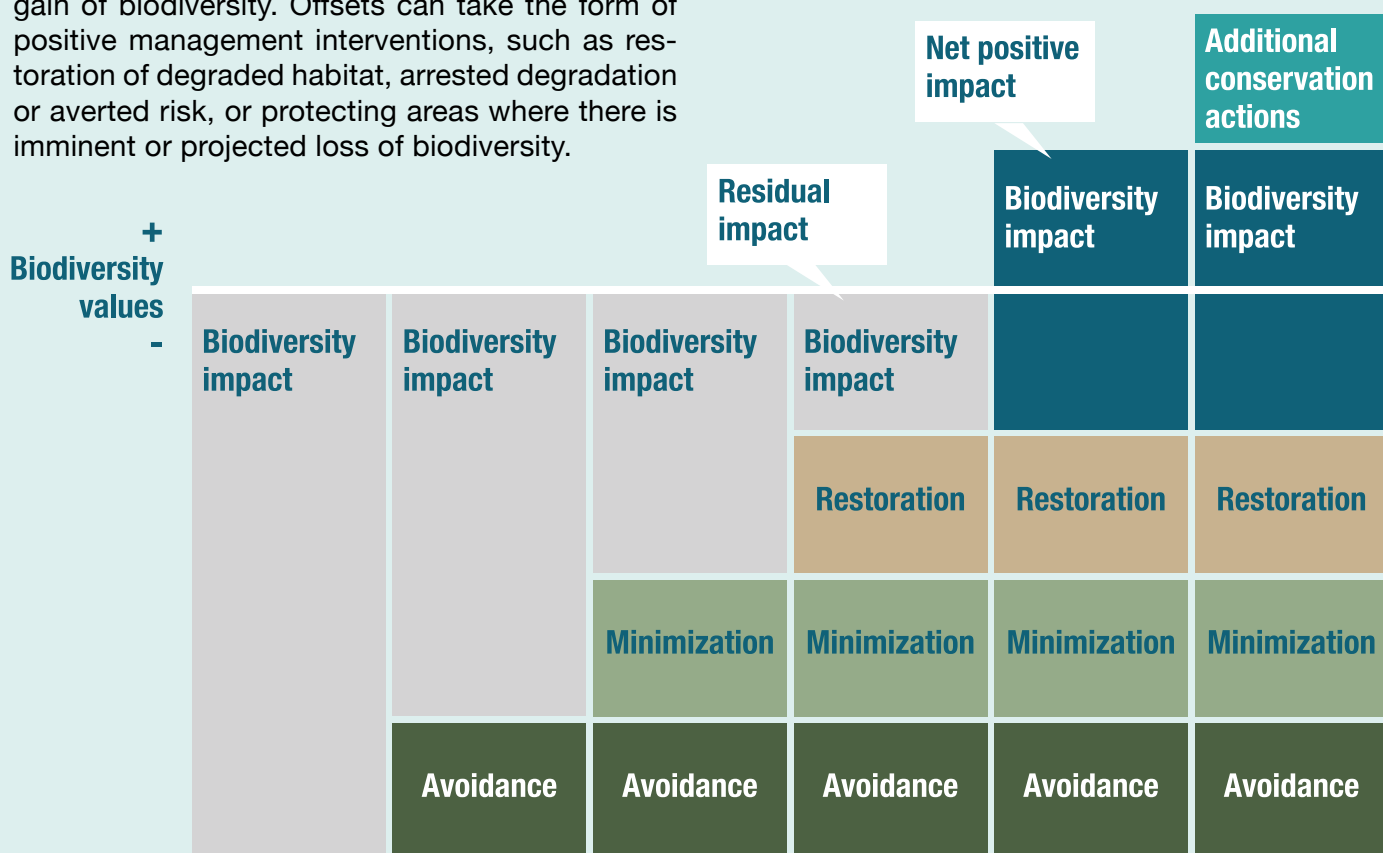 gain of biodiversity. Offsets can take the form of
positive management interventions, such as res-
toration of degraded habitat, arrested degradation
or averted risk, or protecting areas where there is
imminent or projected loss of biodiversity.
Net positive
impact
Additional
conservation
actions
Residual
impact
Biodiversity
impact
Biodiversity
impact
+
Biodiversity
values
-
Biodiversity
impact
Biodiversity
impact
Biodiversity
impact
Biodiversity
impact
Restoration
Restoration
Restoration
Minimization
Minimization
Minimization
Minimization
Avoidance
Avoidance
Avoidance
Avoidance
Avoidance